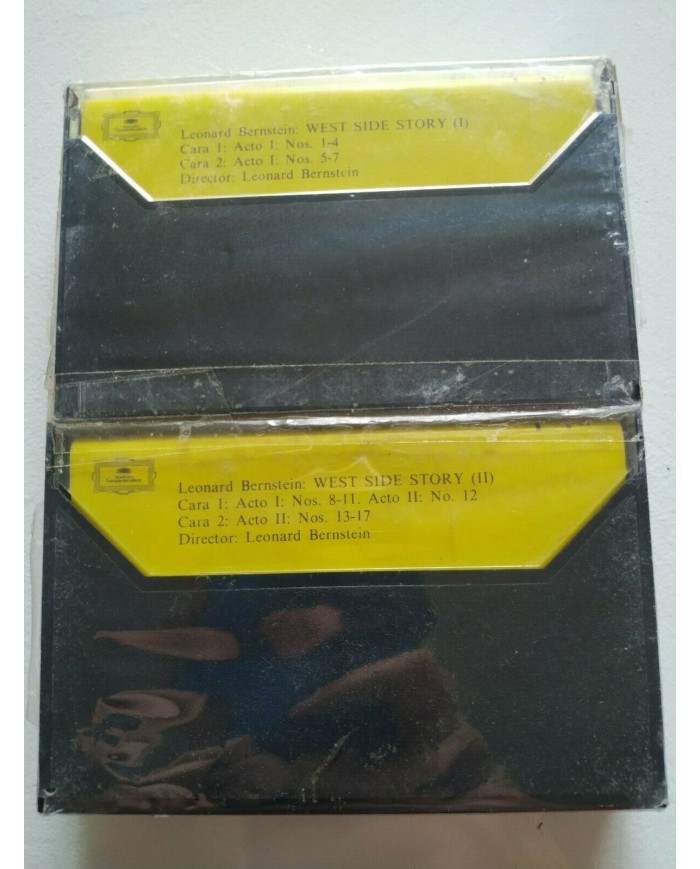 Leonard Bernstein: WEST SIDE STORY (I)
Cara 1: Acto I: Nos. 1-4
Cara 2: Acto I: Nos. 5-7
Director: Leonard Bernstein
Leonard Bernstein: WEST SIDE STORY (II)
Cara 1: Acto I: Nos. 8-11. Acto II: No. 12
Cara 2: Acto II: Nos. 13-17
Director: Leonard Bernstein